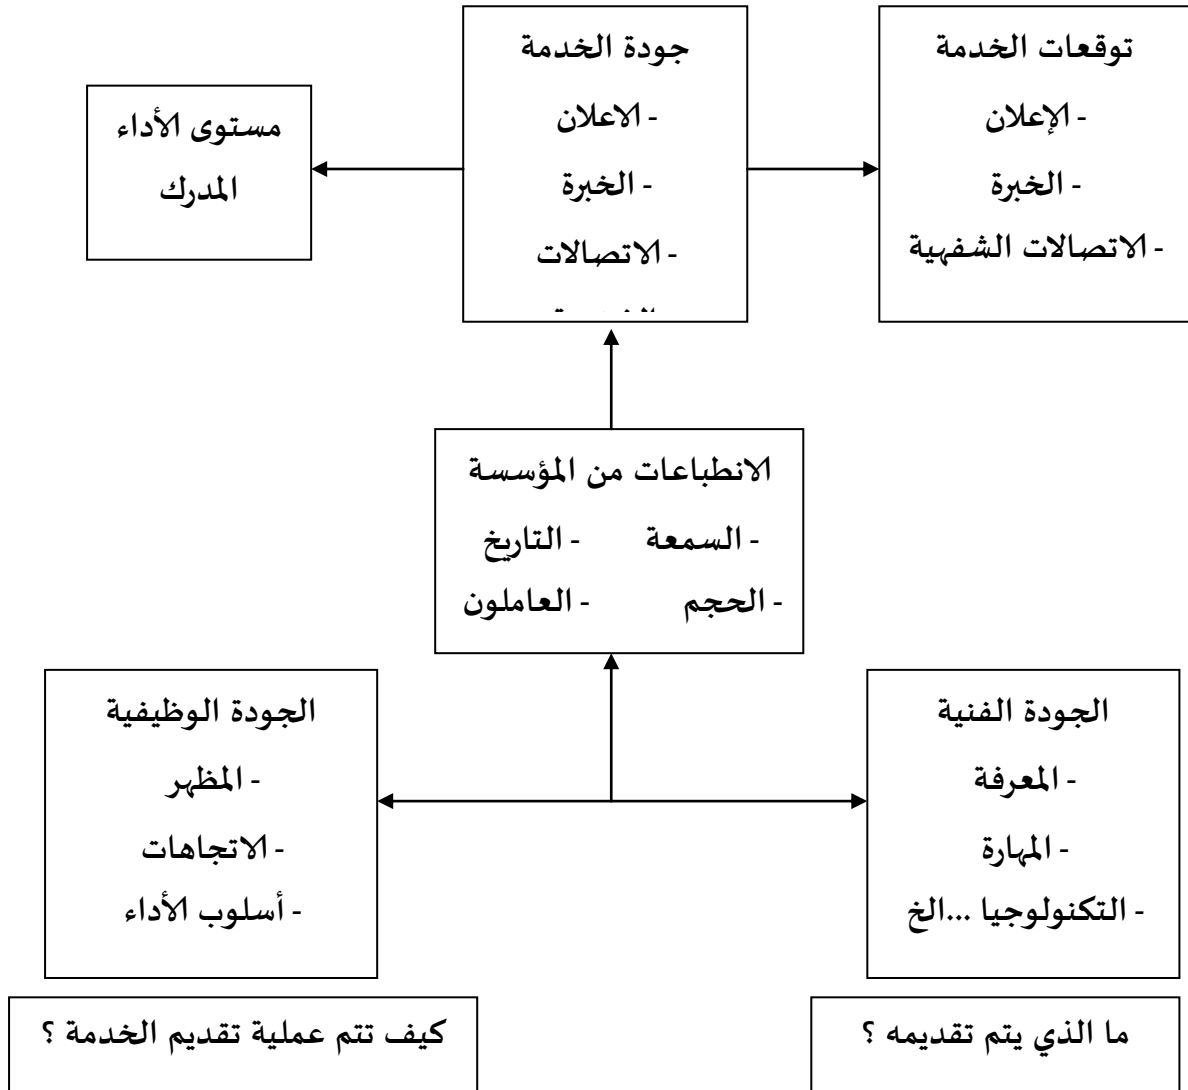 توقعات الخدمة
- الإعلان
- الخبرة
- الاتصالات الشفهية
جودة الخدمة
- الاعلان
- الخبرة
- الاتصالات
مستوى الأداء
المدرك
الانطباعات من المؤسسة
- السمعة - التاريخ
- الحجم - العاملون
الجودة الفنية
- المعرفة
- المهارة
- التكنولوجيا ...الخ
الجودة الوظيفية
- المظهر
- الاتجاهات
- أسلوب الأداء
ما الذي يتم تقديمه ؟
كيف تتم عملية تقديم الخدمة ؟